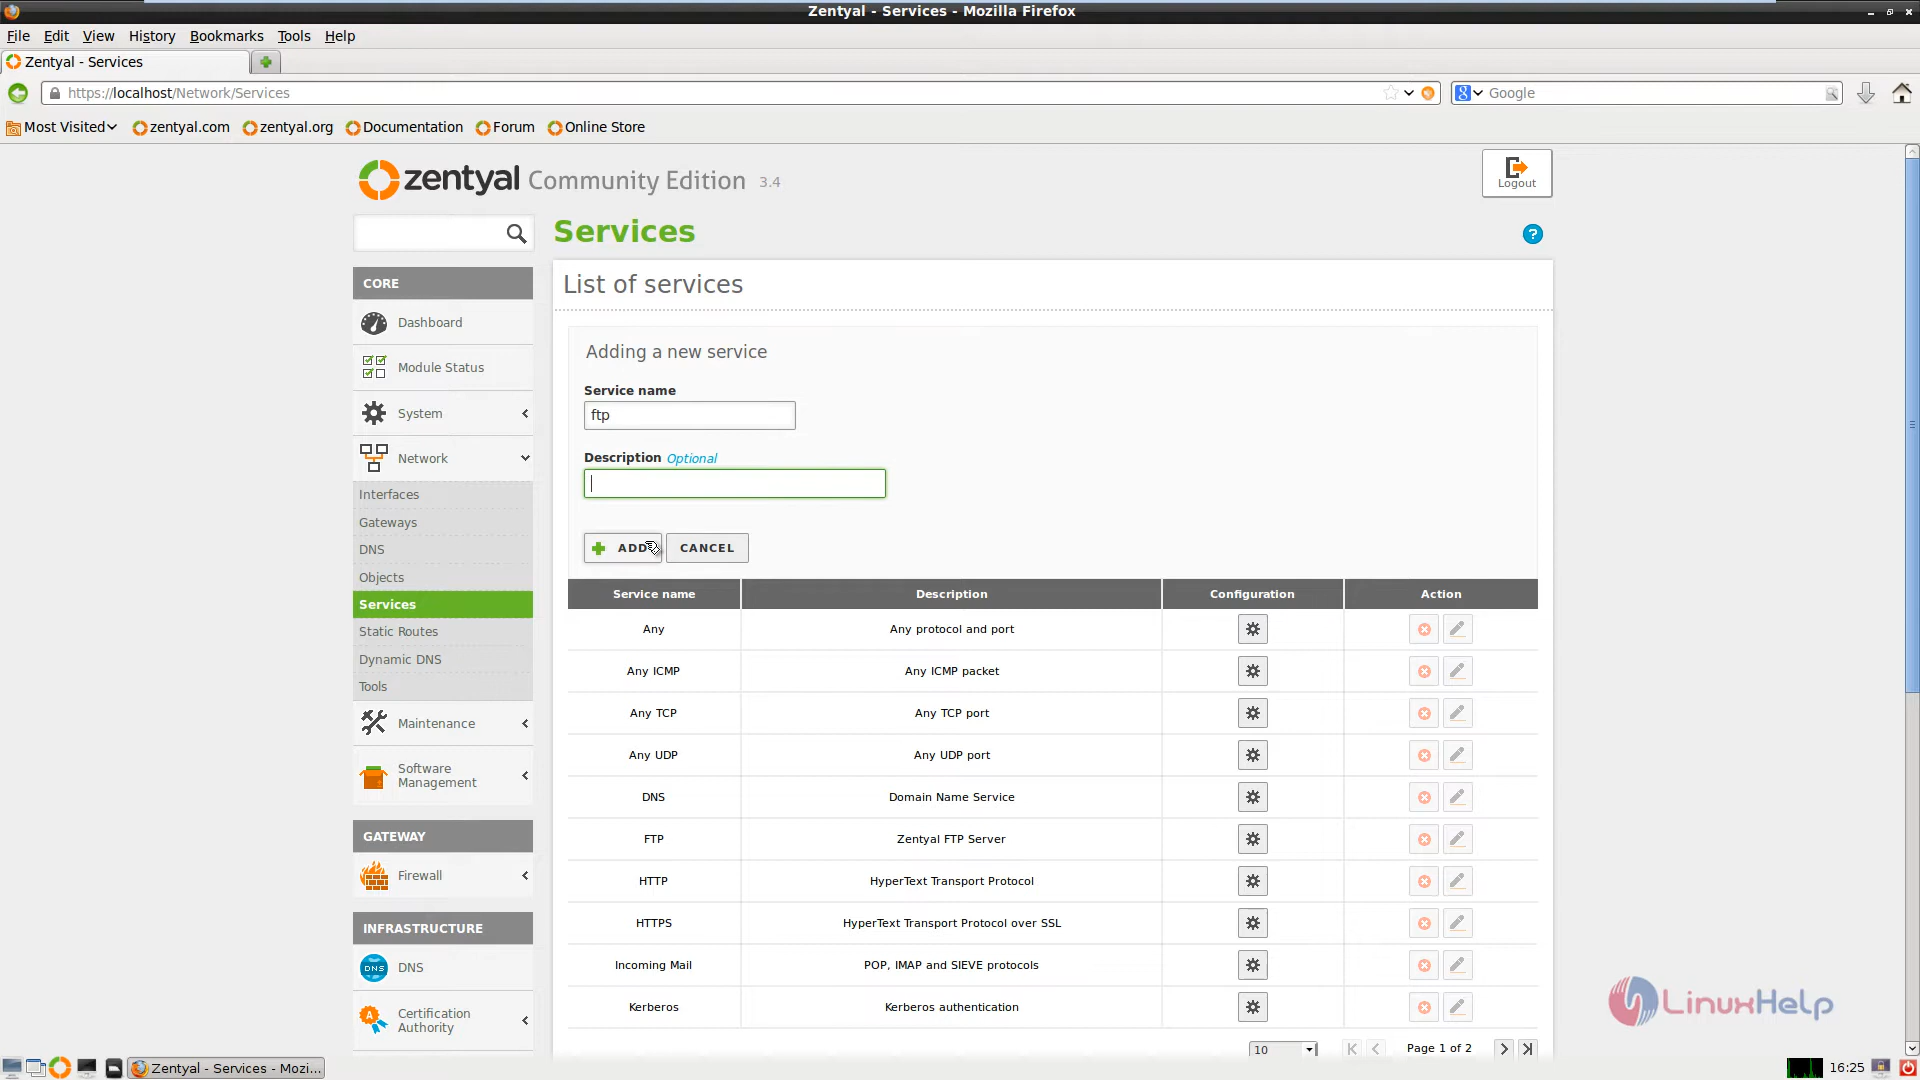 Zentyal - Services - Mozilla Firefox
File Edit View History Bookmarks Tools Help
Zentyal - Services
https://localhost/Network/Services
Google
Most Visited zentyal.com zentyal.org Documentation Forum Online Store
zentyal Community Edition 3.4
Logout
Services
?
CORE
Dashboard
Module Status
System
Network
Interfaces
Gateways
DNS
Objects
Services
Static Routes
Dynamic DNS
Tools
Maintenance
Software
Management
GATEWAY
Firewall
INFRASTRUCTURE
DNS DNS
Certification
Authority
List of services
Adding a new service
Service name
ftp
Description Optional
ADD CANCEL
Service name Description Configuration Action
Any Any protocol and port
Any ICMP Any ICMP packet
Any TCP Any TCP port
Any UDP Any UDP port
DNS Domain Name Service
FTP Zentyal FTP Server
HTTP HyperText Transport Protocol
HTTPS HyperText Transport Protocol over SSL
Incoming Mail POP, IMAP and SIEVE protocols
Kerberos Kerberos authentication
10 Page 1 of 2
LinuxHelp
Zentyal - Services - Mozi...
16:25